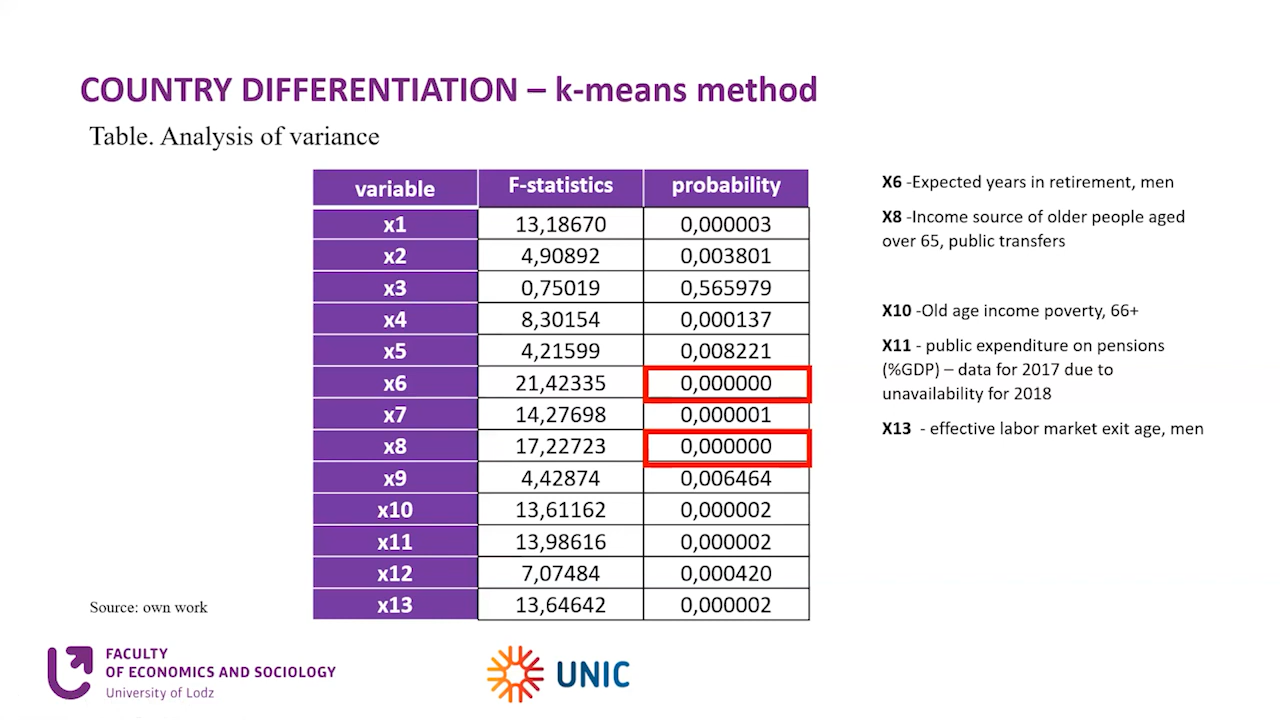 COUNTRY DIFFERENTIATION – k-means method
Table. Analysis of variance
variable F-statistics probability
x1 13,18670 0,000003
x2 4,90892 0,003801
x3 0,75019 0,565979
x4 8,30154 0,000137
x5 4,21599 0,008221
x6 21,42335 0,000000
x7 14,27698 0,000001
x8 17,22723 0,000000
x9 4,42874 0,006464
x10 13,61162 0,000002
x11 13,98616 0,000002
x12 7,07484 0,000420
x13 13,64642 0,000002
X6 -Expected years in retirement, men
X8 -Income source of older people aged
over 65, public transfers
X10 -Old age income poverty, 66+
X11 - public expenditure on pensions
(%GDP) – data for 2017 due to
unavailability for 2018
X13 - effective labor market exit age, men
Source: own work
FACULTY
OF ECONOMICS AND SOCIOLOGY
University of Lodz
UNIC